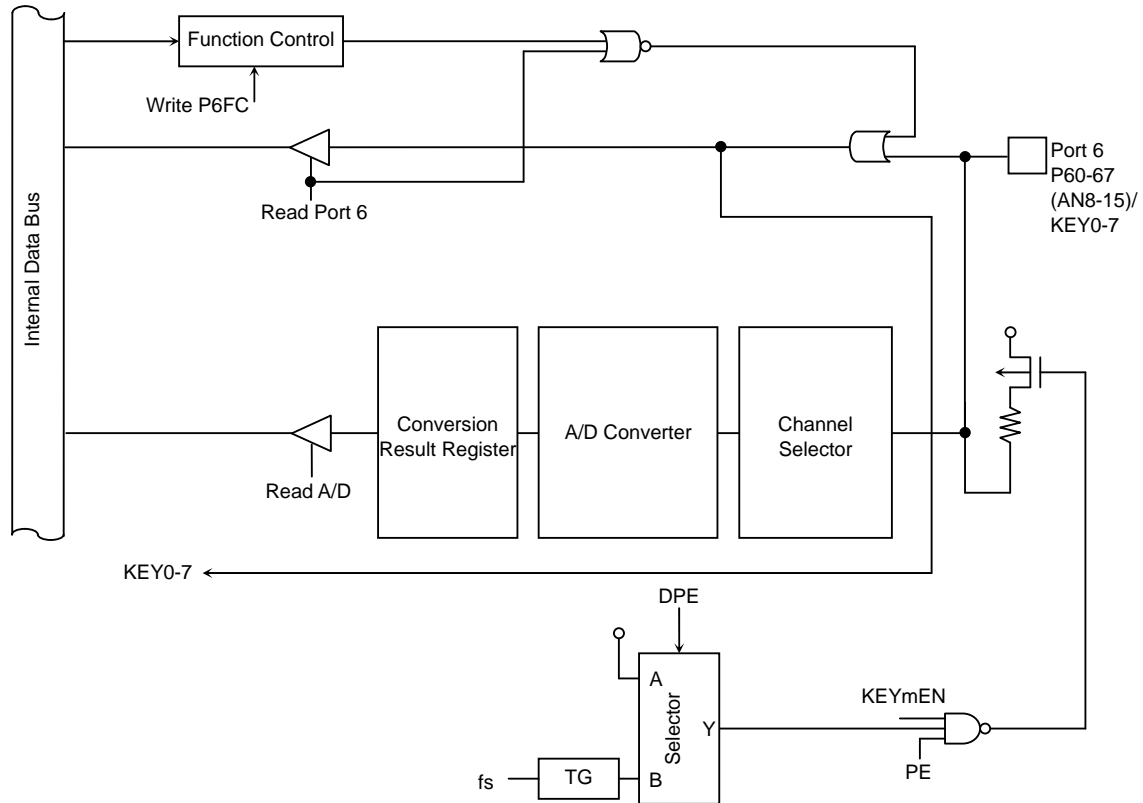 Function Control
Write P6FC
Internal Data Bus
Read Port 6
Port 6
P60-67
(AN8-15)/
KEY0-7
Conversion
Result Register
A/D Converter
Channel
Selector
Read A/D
KEY0-7
DPE
A
Selector
Y
B
KEYmEN
PE
fs
TG